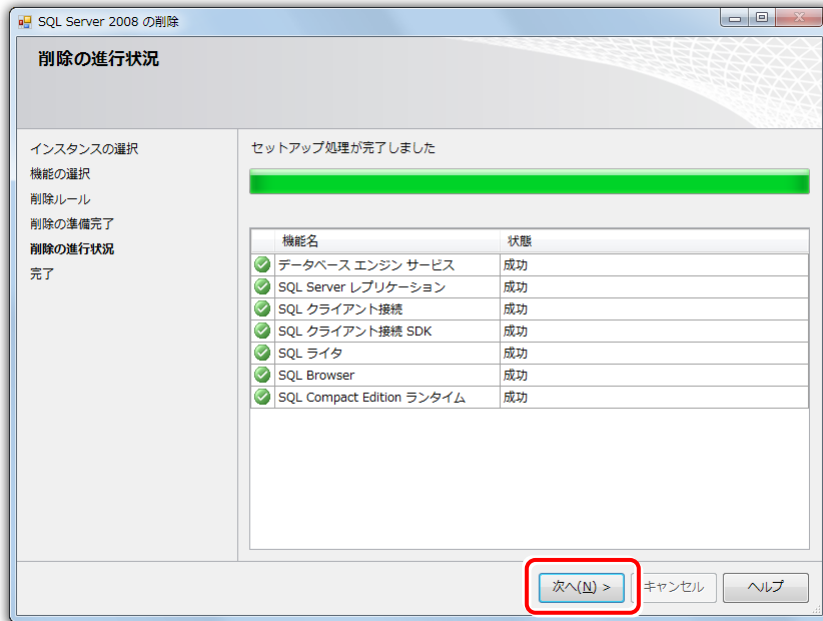 SQL Server 2008 の削除
削除の進行状況
インスタンスの選択
機能の選択
削除ルール
削除の準備完了
削除の進行状況
完了
セットアップ処理が完了しました
機能名 状態
データベース エンジン サービス 成功
SQL Server レプリケーション 成功
SQL クライアント接続 成功
SQL クライアント接続 SDK 成功
SQL ライタ 成功
SQL Browser 成功
SQL Compact Edition ランタイム 成功
次へ(N) > キャンセル ヘルプ